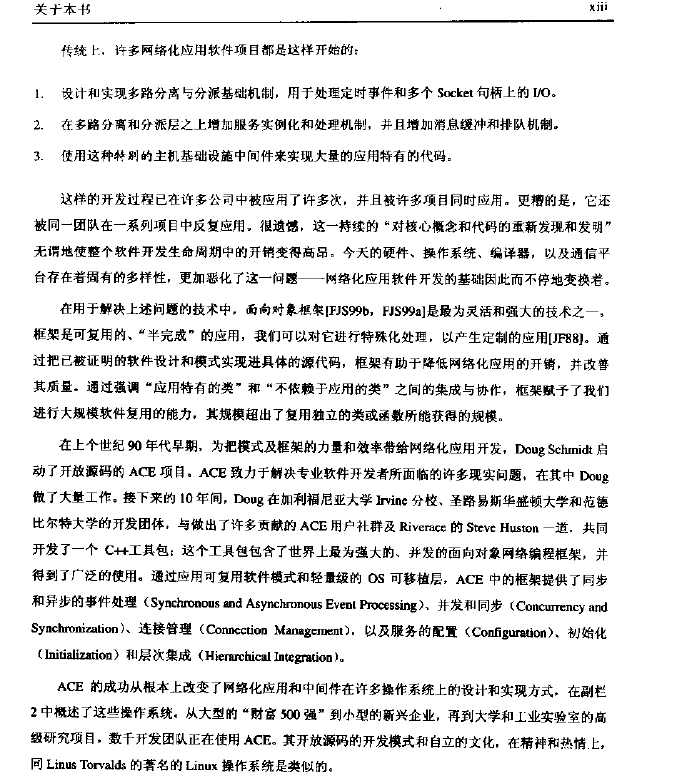 关于本书 xiii
传统上，许多网络化应用软件项目都是这样开始的：
1. 设计和实现多路分离与分派基础机制，用于处理定时事件和多个 Socket 句柄上的 I/O。
2. 在多路分离和分派层之上增加服务实例化和处理机制，并且增加消息缓冲和排队机制。
3. 使用这种特别的主机基础设施中间件来实现大量的应用特有的代码。
这样的开发过程已在许多公司中被应用了许多次，并且被许多项目同时应用。更糟的是，它还
被同一团队在一系列项目中反复应用。很遗憾，这一持续的“对核心概念和代码的重新发现和发明”
无谓地使整个软件开发生命周期中的开销变得高昂。今天的硬件、操作系统、编译器，以及通信平
台存在着固有的多样性，更加恶化了这一问题——网络化应用软件开发的基础因此而不停地变换着。
在用于解决上述问题的技术中，面向对象框架[FJS99b，FJS99a]是最为灵活和强大的技术之一。
框架是可复用的、“半完成”的应用，我们可以对它进行特殊化处理，以产生定制的应用[JF88]。通
过把已被证明的软件设计和模式实现进具体的源代码，框架有助于降低网络化应用的开销，并改善
其质量。通过强调“应用特有的类”和“不依赖于应用的类”之间的集成与协作，框架赋予了我们
进行大规模软件复用的能力，其规模超出了复用独立的类或函数所能获得的规模。
在上个世纪 90 年代早期，为把模式及框架的力量和效率带给网络化应用开发，Doug Schmidt 启
动了开放源码的 ACE 项目。ACE 致力于解决专业软件开发者所面临的许多现实问题，在其中 Doug
做了大量工作。接下来的 10 年间，Doug 在加利福尼亚大学 Irvine 分校、圣路易斯华盛顿大学和范德
比尔特大学的开发团体，与做出了许多贡献的 ACE 用户社群及 Riverace 的 Steve Huston 一道，共同
开发了一个 C++工具包；这个工具包包含了世界上最为强大的、并发的面向对象网络编程框架，并
得到了广泛的使用。通过应用可复用软件模式和轻量级的 OS 可移植层，ACE 中的框架提供了同步
和异步的事件处理（Synchronous and Asynchronous Event Processing）、并发和同步（Concurrency and
Synchronization）、连接管理（Connection Management），以及服务的配置（Configuration）、初始化
（Initialization）和层次集成（Hierarchical Integration）。
ACE 的成功从根本上改变了网络化应用和中间件在许多操作系统上的设计和实现方式，在副栏
2 中概述了这些操作系统。从大型的“财富 500 强”到小型的新兴企业，再到大学和工业实验室的高
级研究项目，数千开发团队正在使用 ACE。其开放源码的开发模式和自立的文化，在精神和热情上，
同 Linus Torvalds 的著名的 Linux 操作系统是类似的。